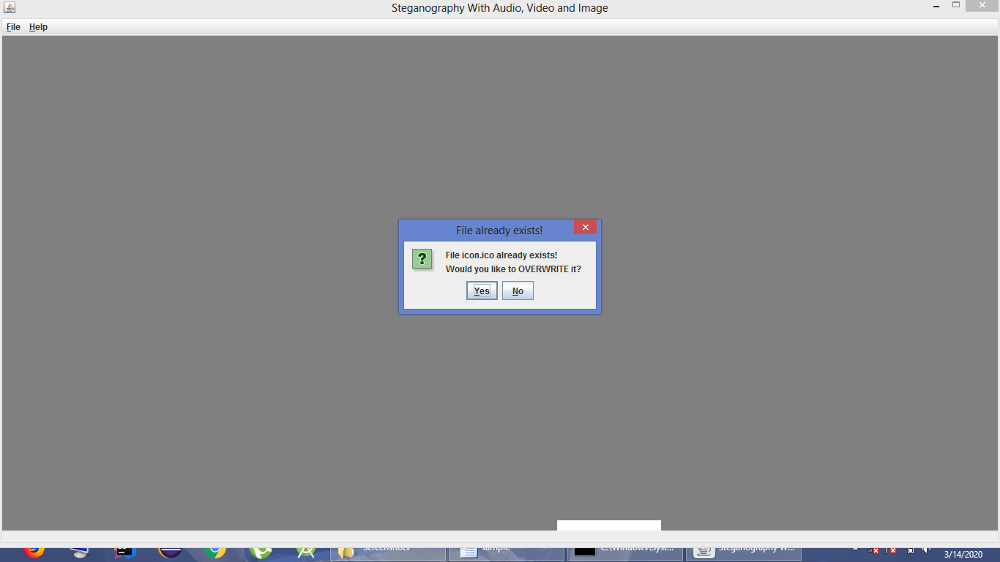 Steganography With Audio, Video and Image
File Help
File already exists!
File icon.ico already exists!
Would you like to OVERWRITE it?
Yes No
Screenshots sample C:\Windows\Syst... Steganography W...
3/14/2020